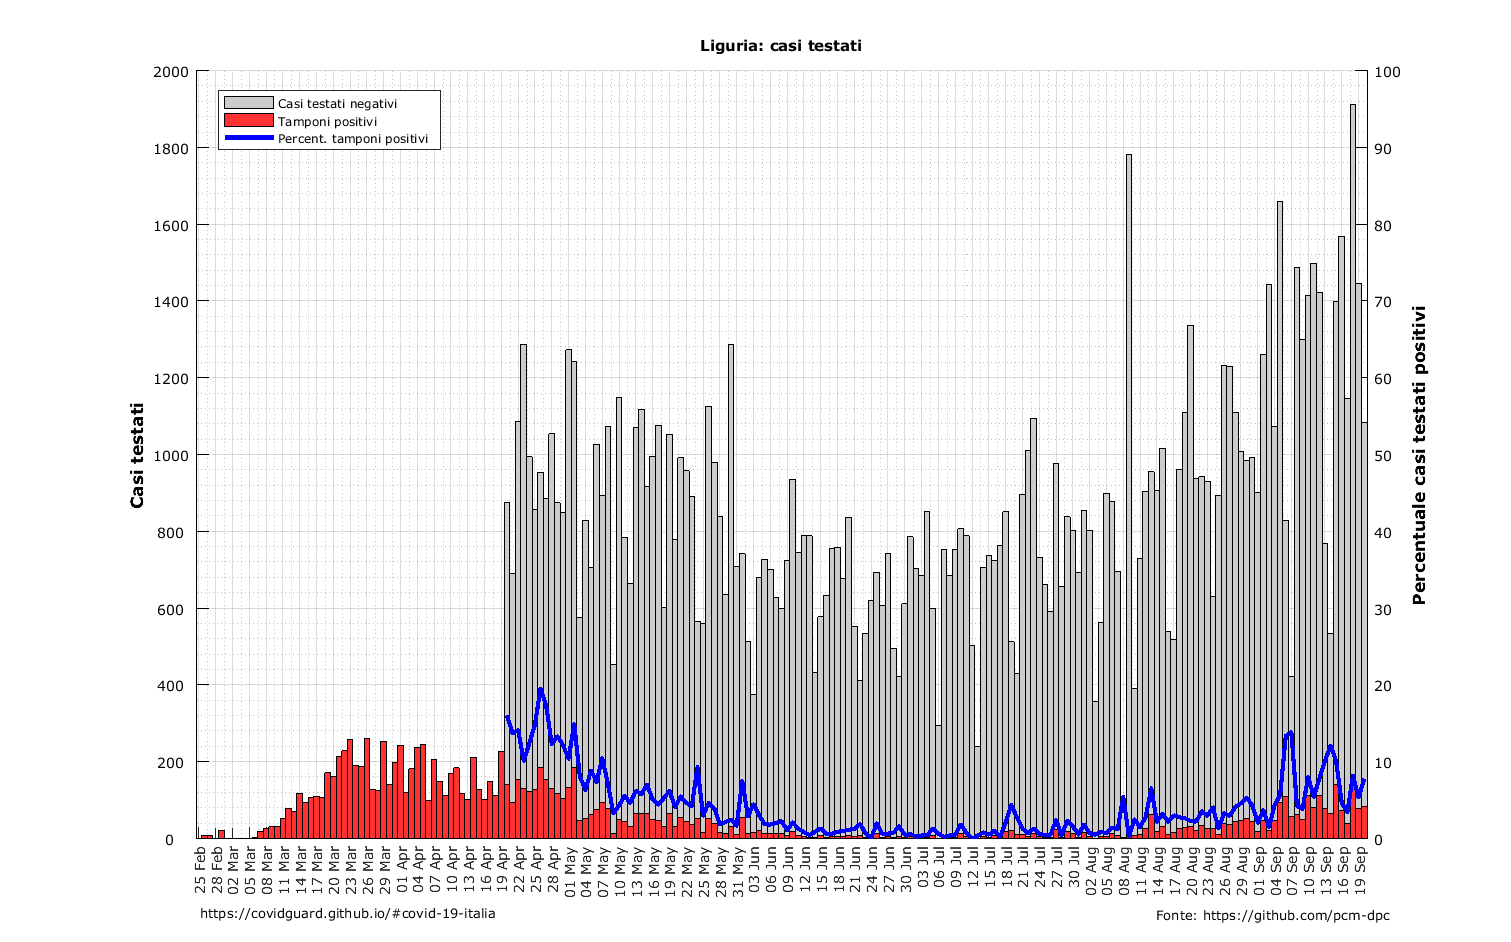 Liguria: casi testati
Casi testati negativi
Tamponi positivi
Percent. tamponi positivi
Casi testati
2000
1800
1600
1400
1200
1000
800
600
400
200
0
100
90
80
70
60
50
40
30
20
10
0
Percentuale casi testati positivi
25 Feb
28 Feb
02 Mar
05 Mar
08 Mar
11 Mar
14 Mar
17 Mar
20 Mar
23 Mar
26 Mar
29 Mar
01 Apr
04 Apr
07 Apr
10 Apr
13 Apr
16 Apr
19 Apr
22 Apr
25 Apr
28 Apr
01 May
04 May
07 May
10 May
13 May
16 May
19 May
22 May
25 May
28 May
31 May
03 Jun
06 Jun
09 Jun
12 Jun
15 Jun
18 Jun
21 Jun
24 Jun
27 Jun
30 Jun
03 Jul
06 Jul
09 Jul
12 Jul
15 Jul
18 Jul
21 Jul
24 Jul
27 Jul
30 Jul
02 Aug
05 Aug
08 Aug
11 Aug
14 Aug
17 Aug
20 Aug
23 Aug
26 Aug
29 Aug
01 Sep
04 Sep
07 Sep
10 Sep
13 Sep
16 Sep
19 Sep
https://covidguard.github.io/#covid-19-italia
Fonte: https://github.com/pcm-dpc